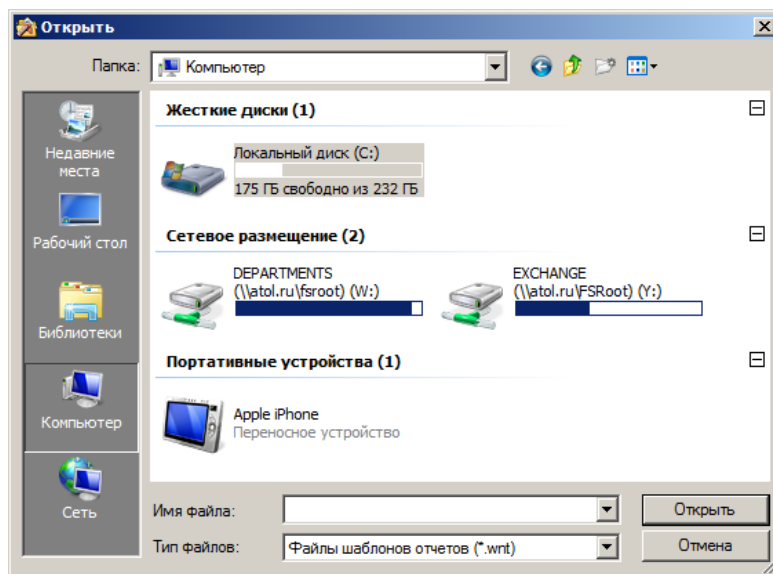 Открыть
Папка: Компьютер
Недавние
места
Рабочий стол
Библиотеки
Компьютер
Сеть
Жесткие диски (1)
Локальный диск (C:)
175 ГБ свободно из 232 ГБ
Сетевое размещение (2)
DEPARTMENTS
(\\atol.ru\fsroot) (W:)
EXCHANGE
(\\atol.ru\FSRoot) (Y:)
Портативные устройства (1)
Apple iPhone
Переносное устройство
Имя файла:
Открыть
Тип файлов: Файлы шаблонов отчетов (*.wnt)
Отмена